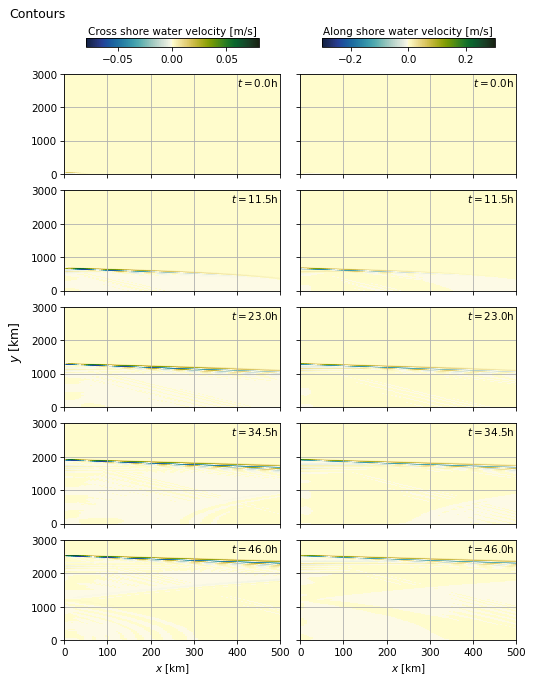 Contours
Cross shore water velocity [m/s]
Along shore water velocity [m/s]
−0.05 0.00 0.05
−0.2 0.0 0.2
3000
2000
1000
0
t = 0.0h
t = 0.0h
3000
2000
1000
0
t = 11.5h
t = 11.5h
3000
2000
1000
0
t = 23.0h
t = 23.0h
y [km]
3000
2000
1000
0
t = 34.5h
t = 34.5h
3000
2000
1000
0
t = 46.0h
t = 46.0h
0 100 200 300 400 500
0 100 200 300 400 500
x [km]
x [km]